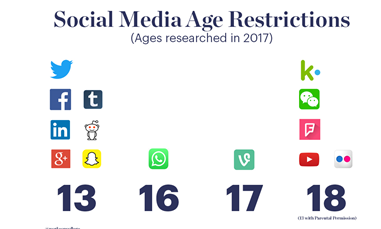 Social Media Age Restrictions
(Ages researched in 2017)
13 16 17 18
(13 with Parental Permission)